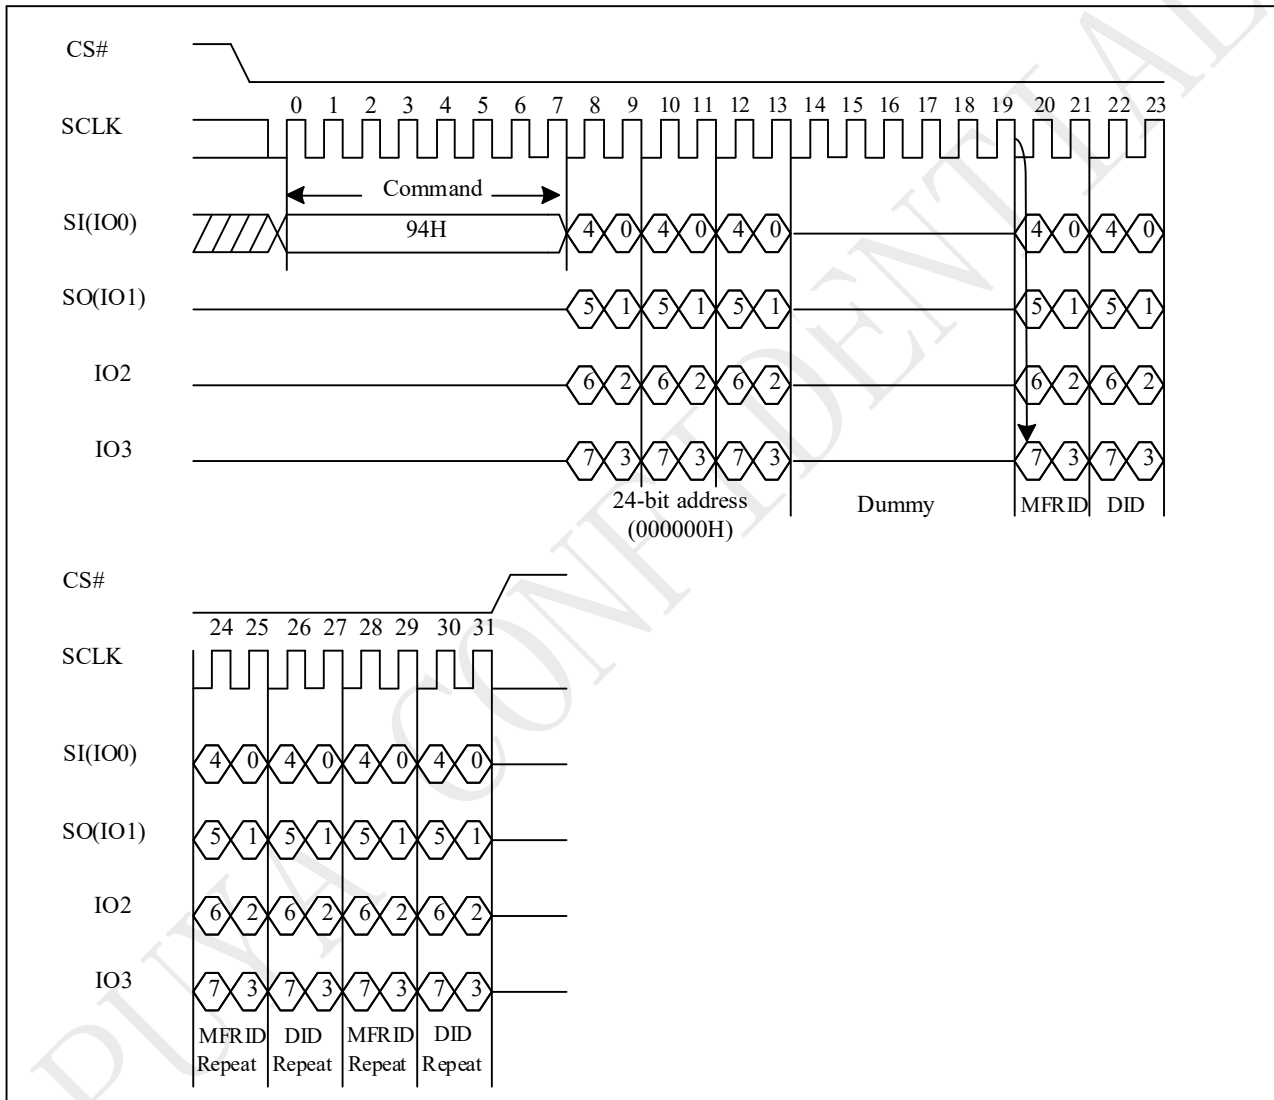 CS#
0 1 2 3 4 5 6 7 8 9 10 11 12 13 14 15 16 17 18 19 20 21 22 23
SCLK
Command
SI(IO0) 94H 4 0 4 0 4 0 4 0 4 0
SO(IO1) 5 1 5 1 5 1 5 1 5 1
IO2 6 2 6 2 6 2 6 2 6 2
IO3 7 3 7 3 7 3 7 3 7 3
24-bit address Dummy MFRID DID
(000000H)
CS#
24 25 26 27 28 29 30 31
SCLK
SI(IO0) 4 0 4 0 4 0 4 0
SO(IO1) 5 1 5 1 5 1 5 1
IO2 6 2 6 2 6 2 6 2
IO3 7 3 7 3 7 3 7 3
MFRID DID MFRID DID
Repeat Repeat Repeat Repeat
PUYA CONFIDENTIAL